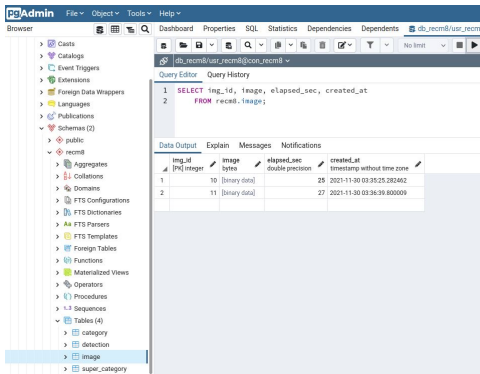 pgAdmin File Object Tools Help
Browser
Dashboard Properties SQL Statistics Dependencies Dependents db_recm8/usr_recm
No limit
db_recm8/usr_recm8@con_recm8
Query Editor Query History
1 SELECT img_id, image, elapsed_sec, created_at
2 FROM recm8.image;
Data Output Explain Messages Notifications
img_id [PK] integer image bytea elapsed_sec double precision created_at timestamp without time zone
1 10 [binary data] 25 2021-11-30 03:35:25.282462
2 11 [binary data] 27 2021-11-30 03:36:39.800009
Casts
Catalogs
Event Triggers
Extensions
Foreign Data Wrappers
Languages
Publications
Schemas (2)
public
recm8
Aggregates
Collations
Domains
FTS Configurations
FTS Dictionaries
FTS Parsers
FTS Templates
Foreign Tables
Functions
Materialized Views
Operators
Procedures
Sequences
Tables (4)
category
detection
image
super_category